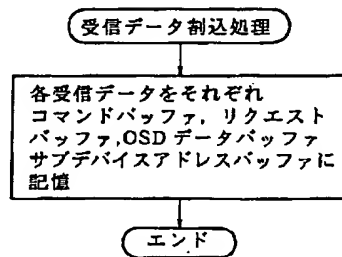 受信データ割込処理
各受信データをそれぞれ
コマンドバッファ, リクエスト
バッファ,OSDデータバッファ
サブデバイスアドレスバッファに
記憶
エンド